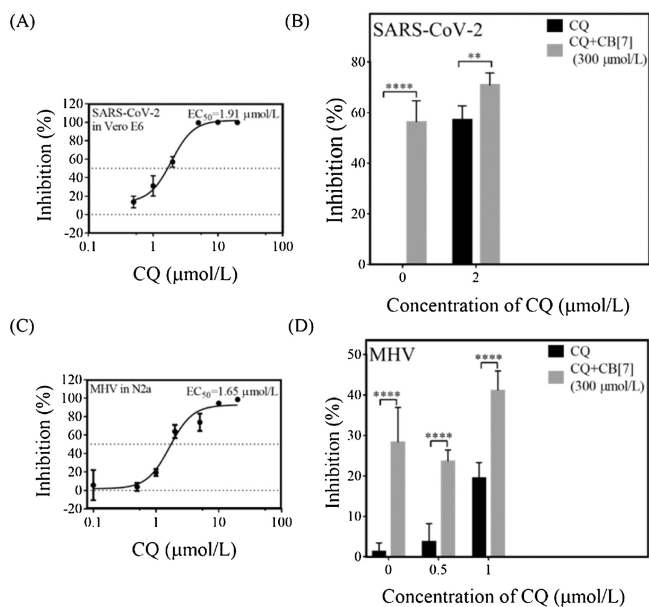 (A)
SARS-CoV-2
in Vero E6
EC50=1.91 μmol/L
120
100
80
60
40
20
0
-20
0.1
1
10
100
Inhibition (%)
CQ (μmol/L)
(B)
SARS-CoV-2
CQ
CQ+CB[7]
(300 μmol/L)
****
**
80
60
40
20
0
0
2
Inhibition (%)
Concentration of CQ (μmol/L)
(C)
MHV in N2a
EC50=1.65 μmol/L
120
100
80
60
40
20
0
-20
0.1
1
10
100
Inhibition (%)
CQ (μmol/L)
(D)
MHV
CQ
CQ+CB[7]
(300 μmol/L)
****
****
****
50
40
30
20
10
0
0
0.5
1
Inhibition (%)
Concentration of CQ (μmol/L)